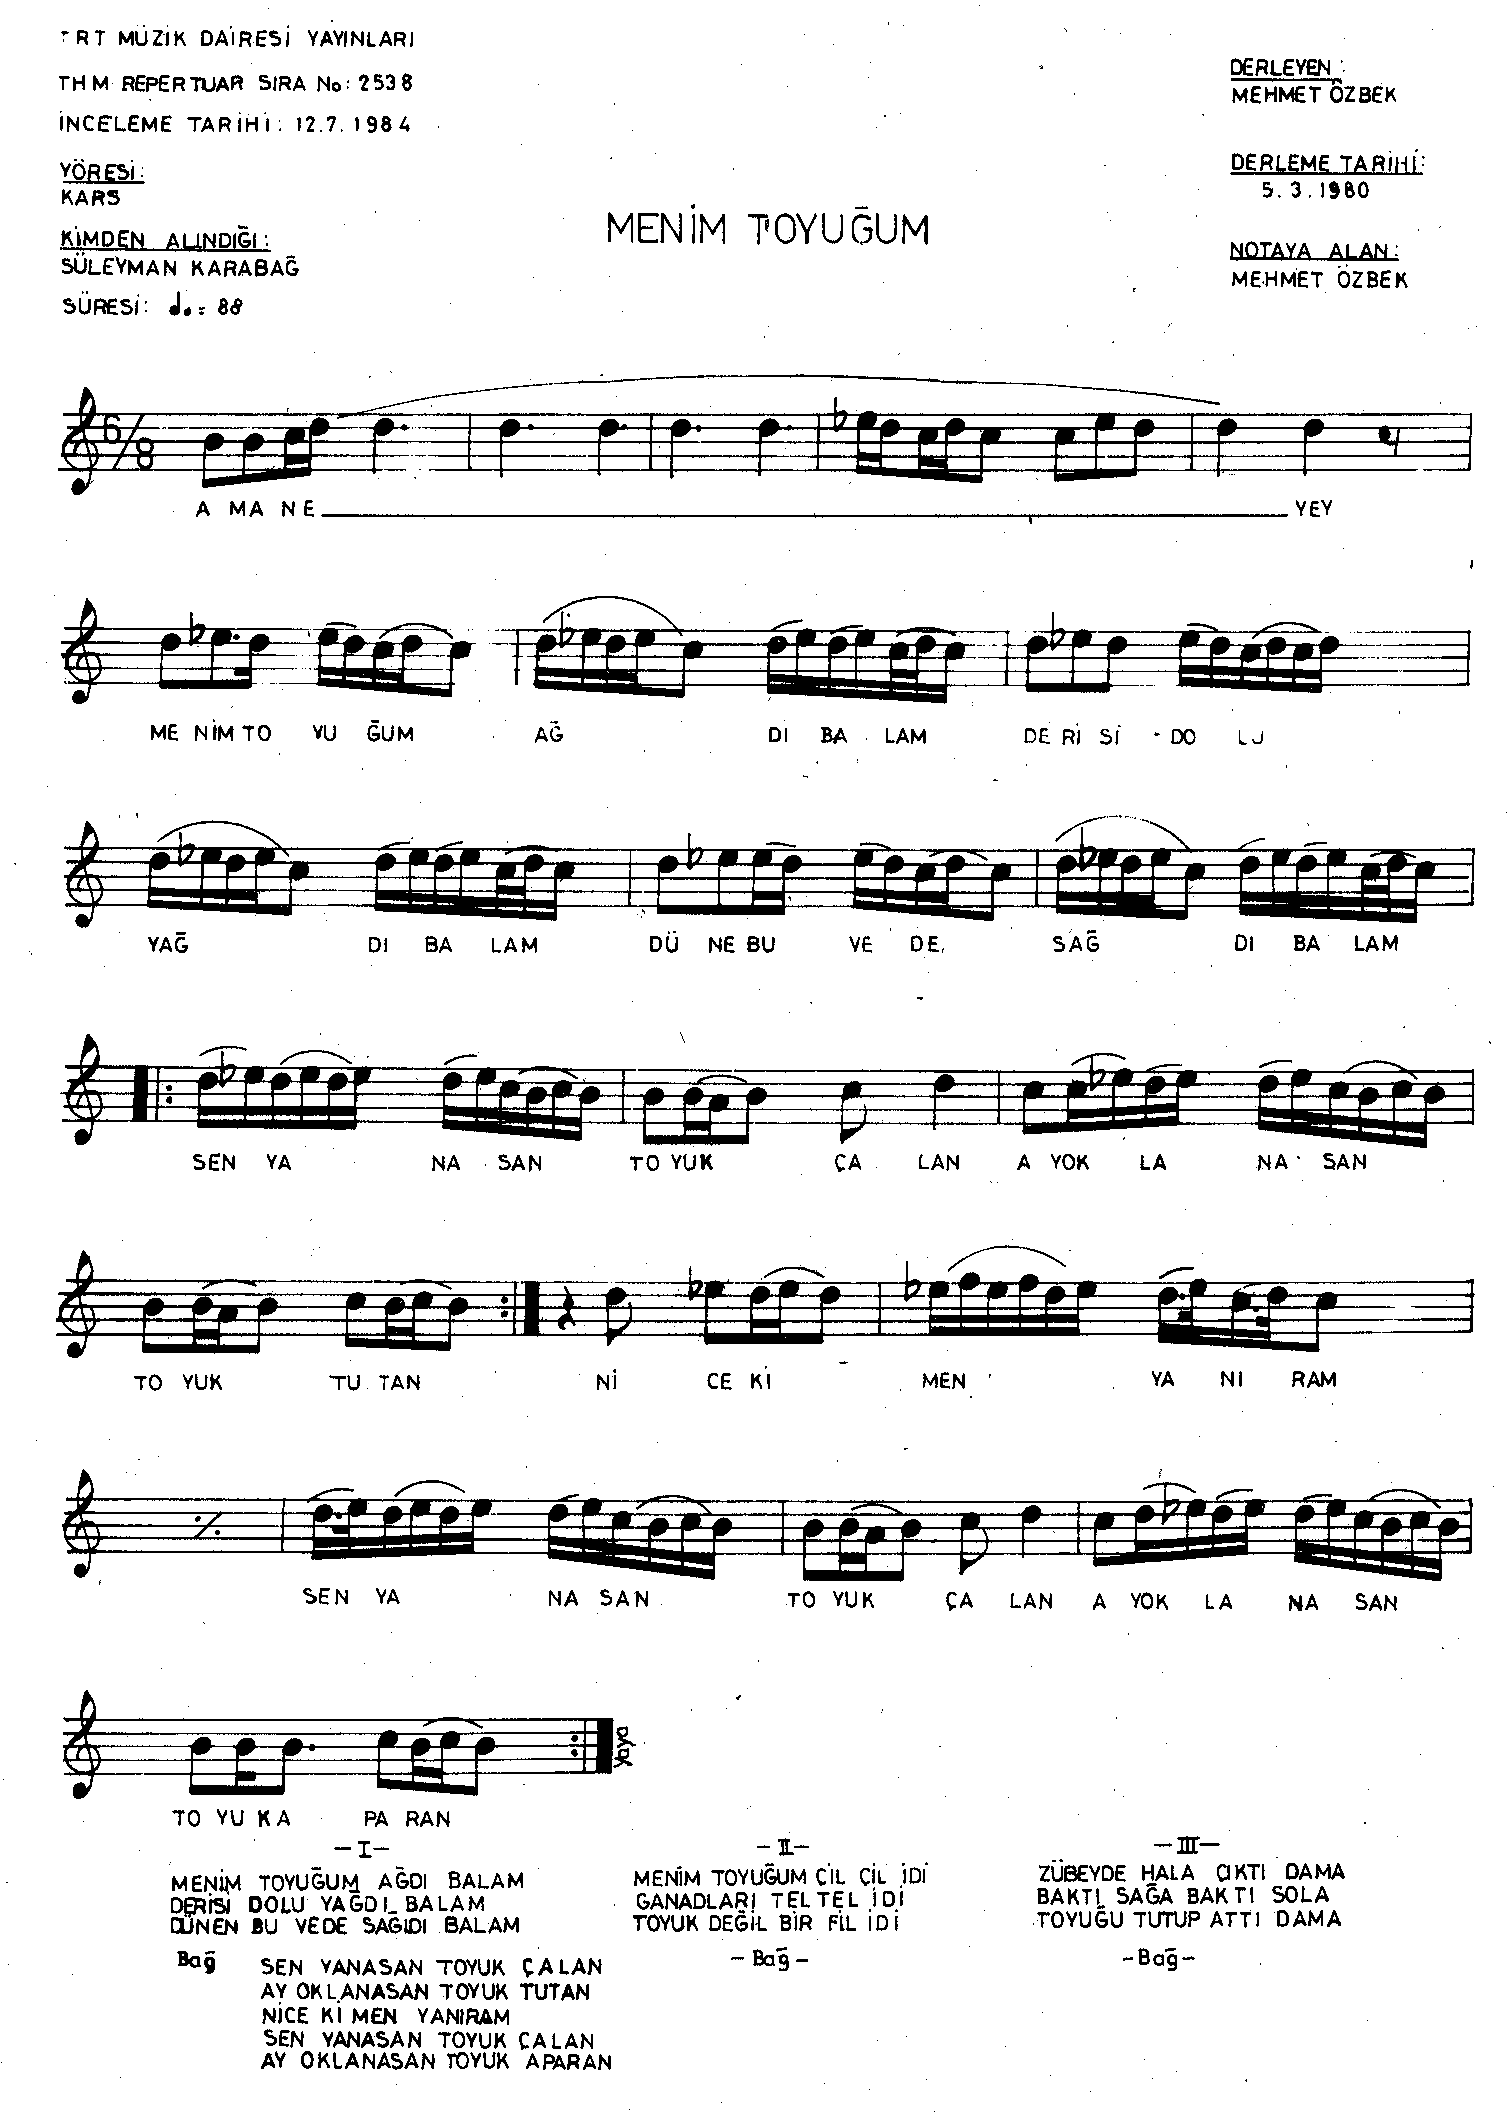 TRT MÜZİK DAİRESİ YAYINLARI
THM REPERTUAR SIRA No: 2538
İNCELEME TARİHİ: 12.7.1984
YÖRESİ:
KARS
KİMDEN ALINDIĞI:
SÜLEYMAN KARABAĞ
SÜRESİ: 𝅗𝅥. = 88
DERLEYEN:
MEHMET ÖZBEK
DERLEME TARİHİ:
5.3.1980
NOTAYA ALAN:
MEHMET ÖZBEK
MENİM TOYUĞUM
6/8
A MA NE YEY
ME NİM TO YU ĞUM AĞ DI BA LAM DE Rİ Sİ DO LU
YAĞ DI BA LAM DÜ NE BU VE DE SAĞ DI BA LAM
SEN YA NA SAN TO YUK ÇA LAN A YOK LA NA SAN
TO YUK TU TAN Nİ CE Kİ MEN YA NI RAM
SEN YA NA SAN TO YUK ÇA LAN A YOK LA NA SAN
yaya
TO YU KA PA RAN
-I-
MENİM TOYUĞUM AĞDI BALAM
DERİSİ DOLU YAĞDI BALAM
DÜNEN BU VEDE SAĞIDI BALAM
Bağ
SEN YANASAN TOYUK ÇALAN
AY OKLANASAN TOYUK TUTAN
NİCE Kİ MEN YANIRAM
SEN YANASAN TOYUK ÇALAN
AY OKLANASAN TOYUK APARAN
-II-
MENİM TOYUĞUM ÇİL ÇİL İDİ
GANADLARI TEL TEL İDİ
TOYUK DEĞİL BİR FİL İDİ
-Bağ-
-III-
ZÜBEYDE HALA ÇIKTI DAMA
BAKTI SAĞA BAKTI SOLA
TOYUĞU TUTUP ATTI DAMA
-Bağ-